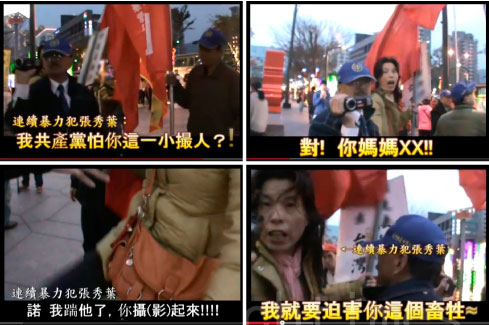 連續暴力犯張秀葉：
我共產黨怕你這一小撮人？！
對！你媽媽XX!!
連續暴力犯張秀葉
諾 我踹他了，你攝(影)起來!!!!
←連續暴力犯張秀葉
我就要迫害你這個畜牲≈